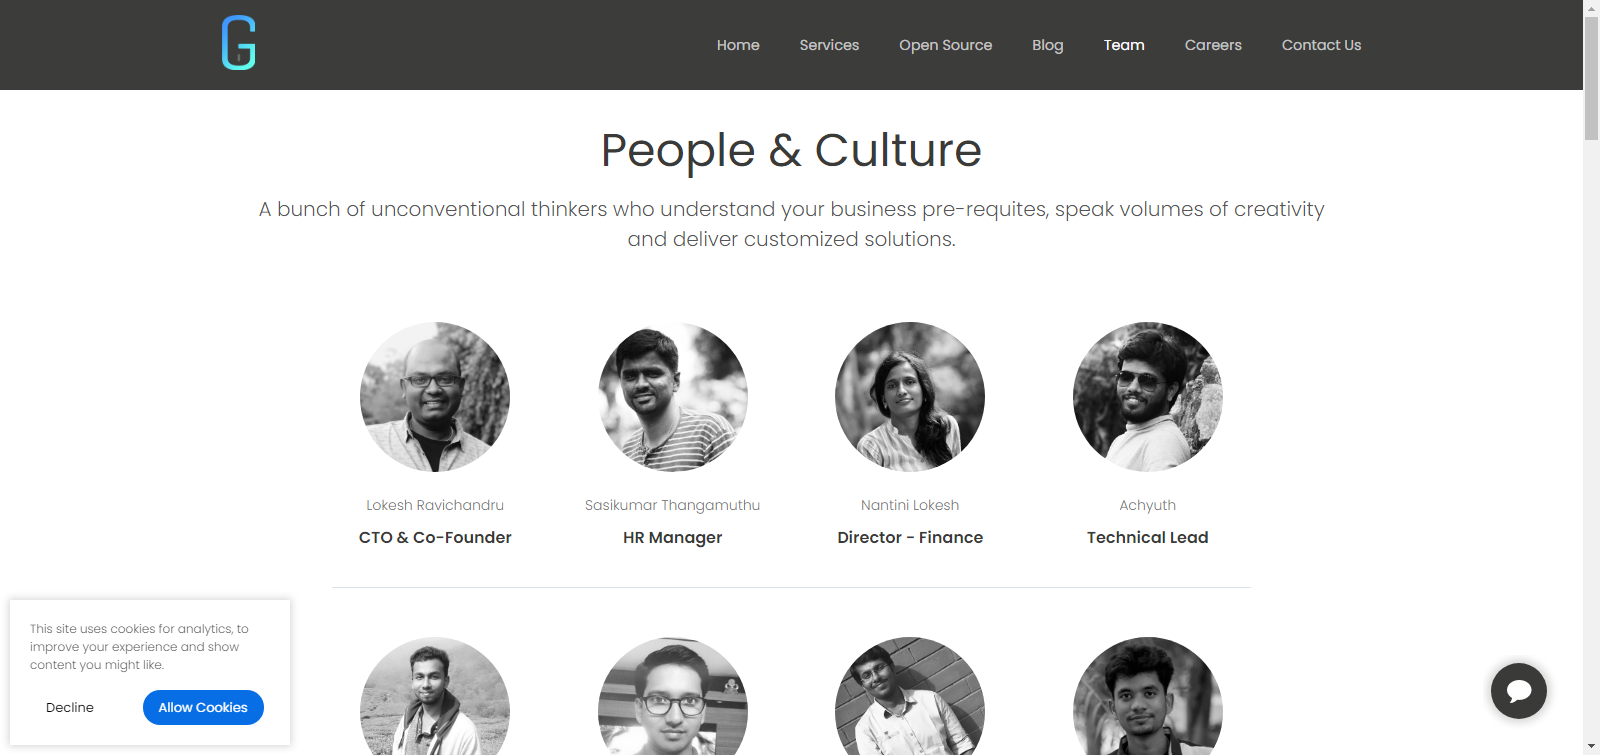 Home Services Open Source Blog Team Careers Contact Us
People & Culture
A bunch of unconventional thinkers who understand your business pre-requites, speak volumes of creativity
and deliver customized solutions.
Lokesh Ravichandru
CTO & Co-Founder
Sasikumar Thangamuthu
HR Manager
Nantini Lokesh
Director - Finance
Achyuth
Technical Lead
This site uses cookies for analytics, to
improve your experience and show
content you might like.
Decline
Allow Cookies